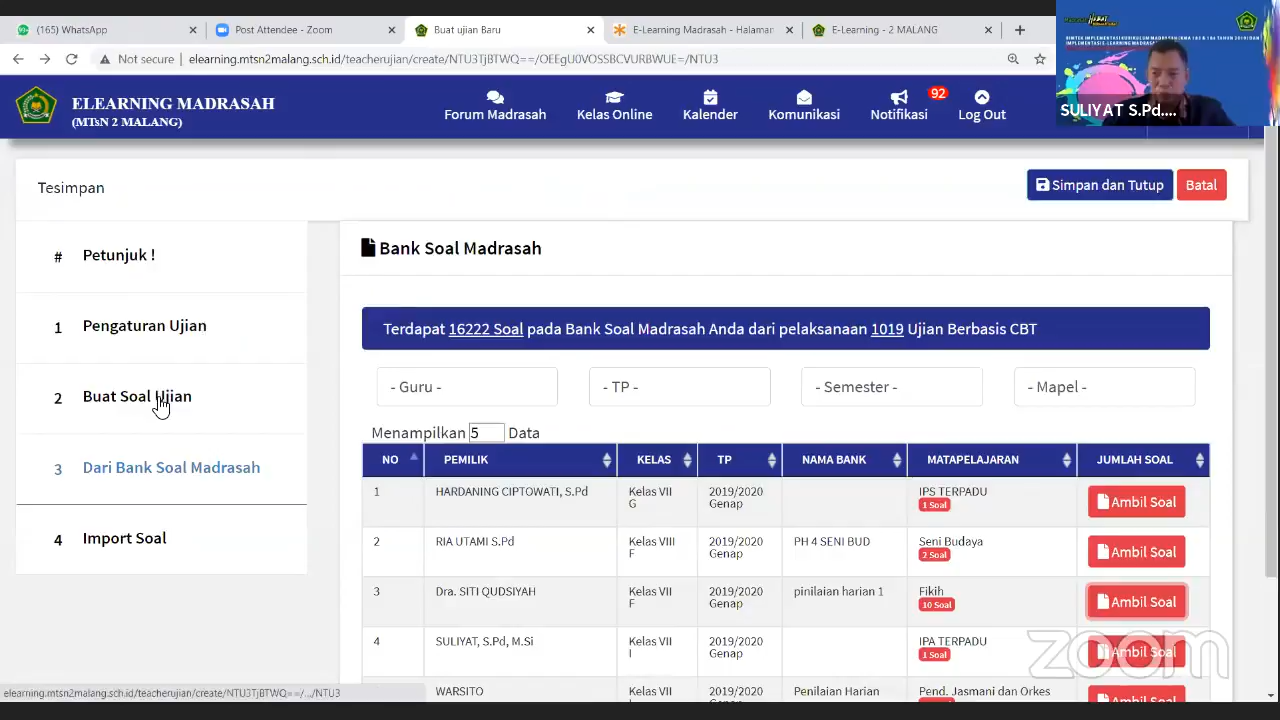 (165) WhatsApp
Post Attendee - Zoom
Buat ujian Baru
E-Learning Madrasah - Halaman
E-Learning - 2 MALANG
Not secure | elearning.mtsn2malang.sch.id/teacherujian/create/NTU3TjBTWQ==/OEEgU0VOSSBCVURBWUE=/NTU3
SULIYAT S.Pd....
ELEARNING MADRASAH
(MTsN 2 MALANG)
Forum Madrasah
Kelas Online
Kalender
Komunikasi
Notifikasi
92
Log Out
Tesimpan
Simpan dan Tutup
Batal
# Petunjuk !
1 Pengaturan Ujian
2 Buat Soal Ujian
3 Dari Bank Soal Madrasah
4 Import Soal
Bank Soal Madrasah
Terdapat 16222 Soal pada Bank Soal Madrasah Anda dari pelaksanaan 1019 Ujian Berbasis CBT
- Guru -
- TP -
- Semester -
- Mapel -
Menampilkan 5 Data
NO PEMILIK KELAS TP NAMA BANK MATAPELAJARAN JUMLAH SOAL
1 HARDANING CIPTOWATI, S.Pd Kelas VII 2019/2020 IPS TERPADU Ambil Soal
G Genap 1 Soal
2 RIA UTAMI S.Pd Kelas VIII 2019/2020 PH 4 SENI BUD Seni Budaya Ambil Soal
F Genap 2 Soal
3 Dra. SITI QUDSIYAH Kelas VII 2019/2020 pinilaian harian 1 Fikih Ambil Soal
F Genap 10 Soal
4 SULIYAT, S.Pd, M.Si Kelas VII 2019/2020 IPA TERPADU Ambil Soal
I Genap 1 Soal
WARSITO Kelas VII 2019/2020 Penilaian Harian Pend. Jasmani dan Orkes Ambil Soal
zoom
elearning.mtsn2malang.sch.id/teacherujian/create/NTU3TjBTWQ==/.../NTU3